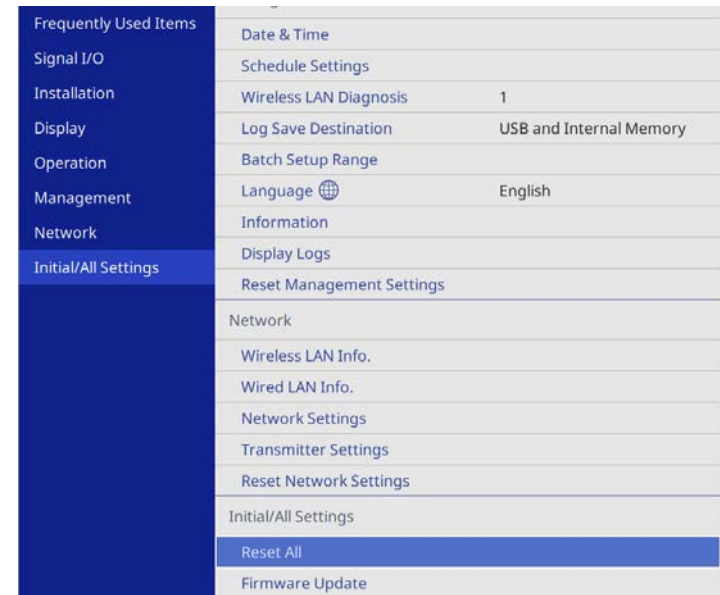 Frequently Used Items
Signal I/O
Installation
Display
Operation
Management
Network
Initial/All Settings
Date & Time
Schedule Settings
Wireless LAN Diagnosis 1
Log Save Destination USB and Internal Memory
Batch Setup Range
Language English
Information
Display Logs
Reset Management Settings
Network
Wireless LAN Info.
Wired LAN Info.
Network Settings
Transmitter Settings
Reset Network Settings
Initial/All Settings
Reset All
Firmware Update